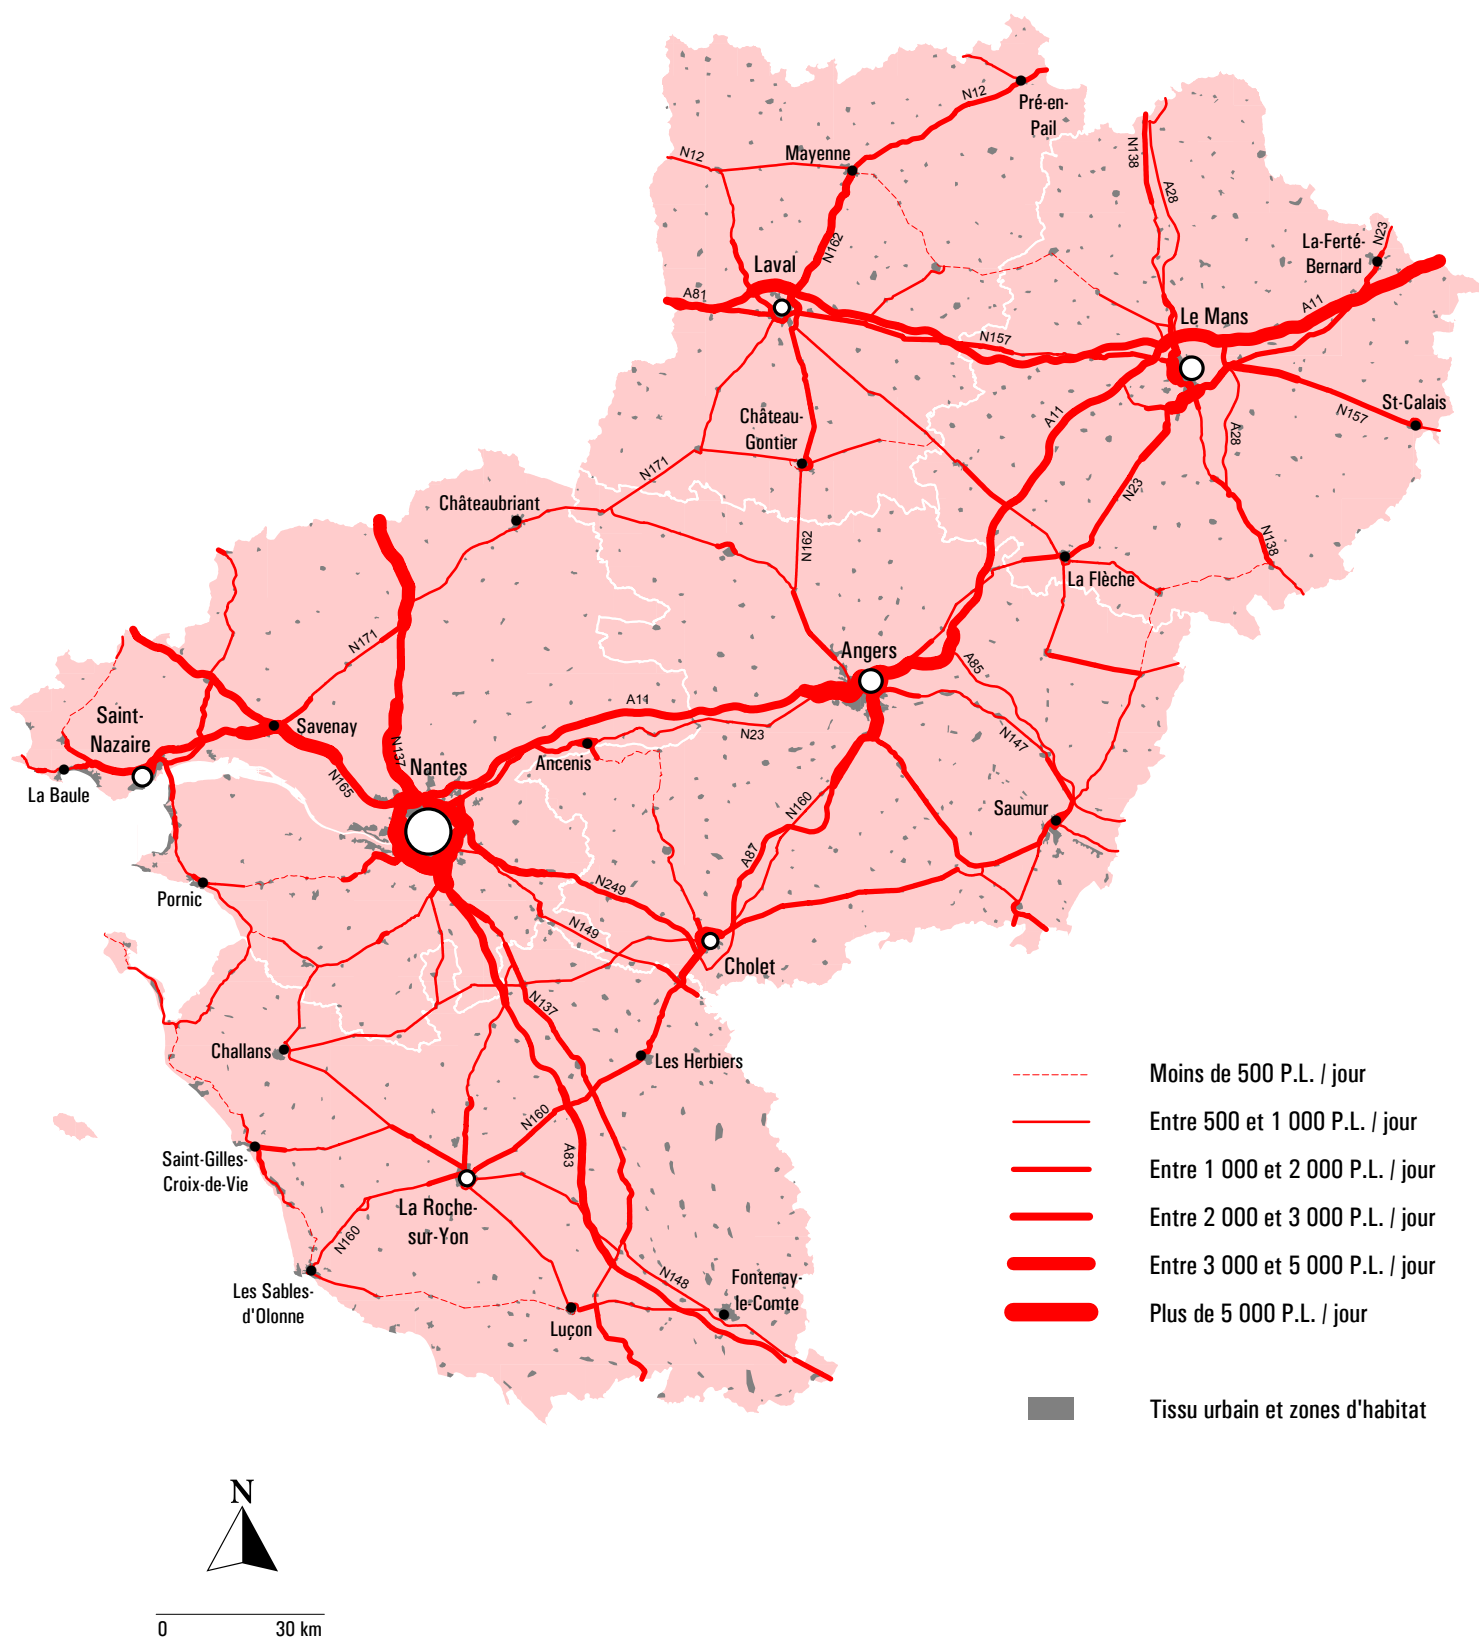 N12
Pré-en-
Pail
N12
Mayenne
N138
A28
N162
Laval
La-Ferté-
Bernard
N23
A81
A11
Le Mans
N157
A11
Château-
Gontier
St-Calais
N157
A28
N171
N23
Châteaubriant
N162
N138
La Flèche
N171
Angers
A85
A11
Saint-
Nazaire
Savenay
N23
N147
N137
Nantes
Ancenis
N165
La Baule
N160
Saumur
A87
N249
Pornic
N149
Cholet
N137
Challans
Les Herbiers
N160
A83
Saint-Gilles-
Croix-de-Vie
La Roche-
sur-Yon
N160
Les Sables-
d'Olonne
N148
Fontenay-
le-Comte
Luçon
Moins de 500 P.L. / jour
Entre 500 et 1 000 P.L. / jour
Entre 1 000 et 2 000 P.L. / jour
Entre 2 000 et 3 000 P.L. / jour
Entre 3 000 et 5 000 P.L. / jour
Plus de 5 000 P.L. / jour
Tissu urbain et zones d'habitat
N
0 30 km